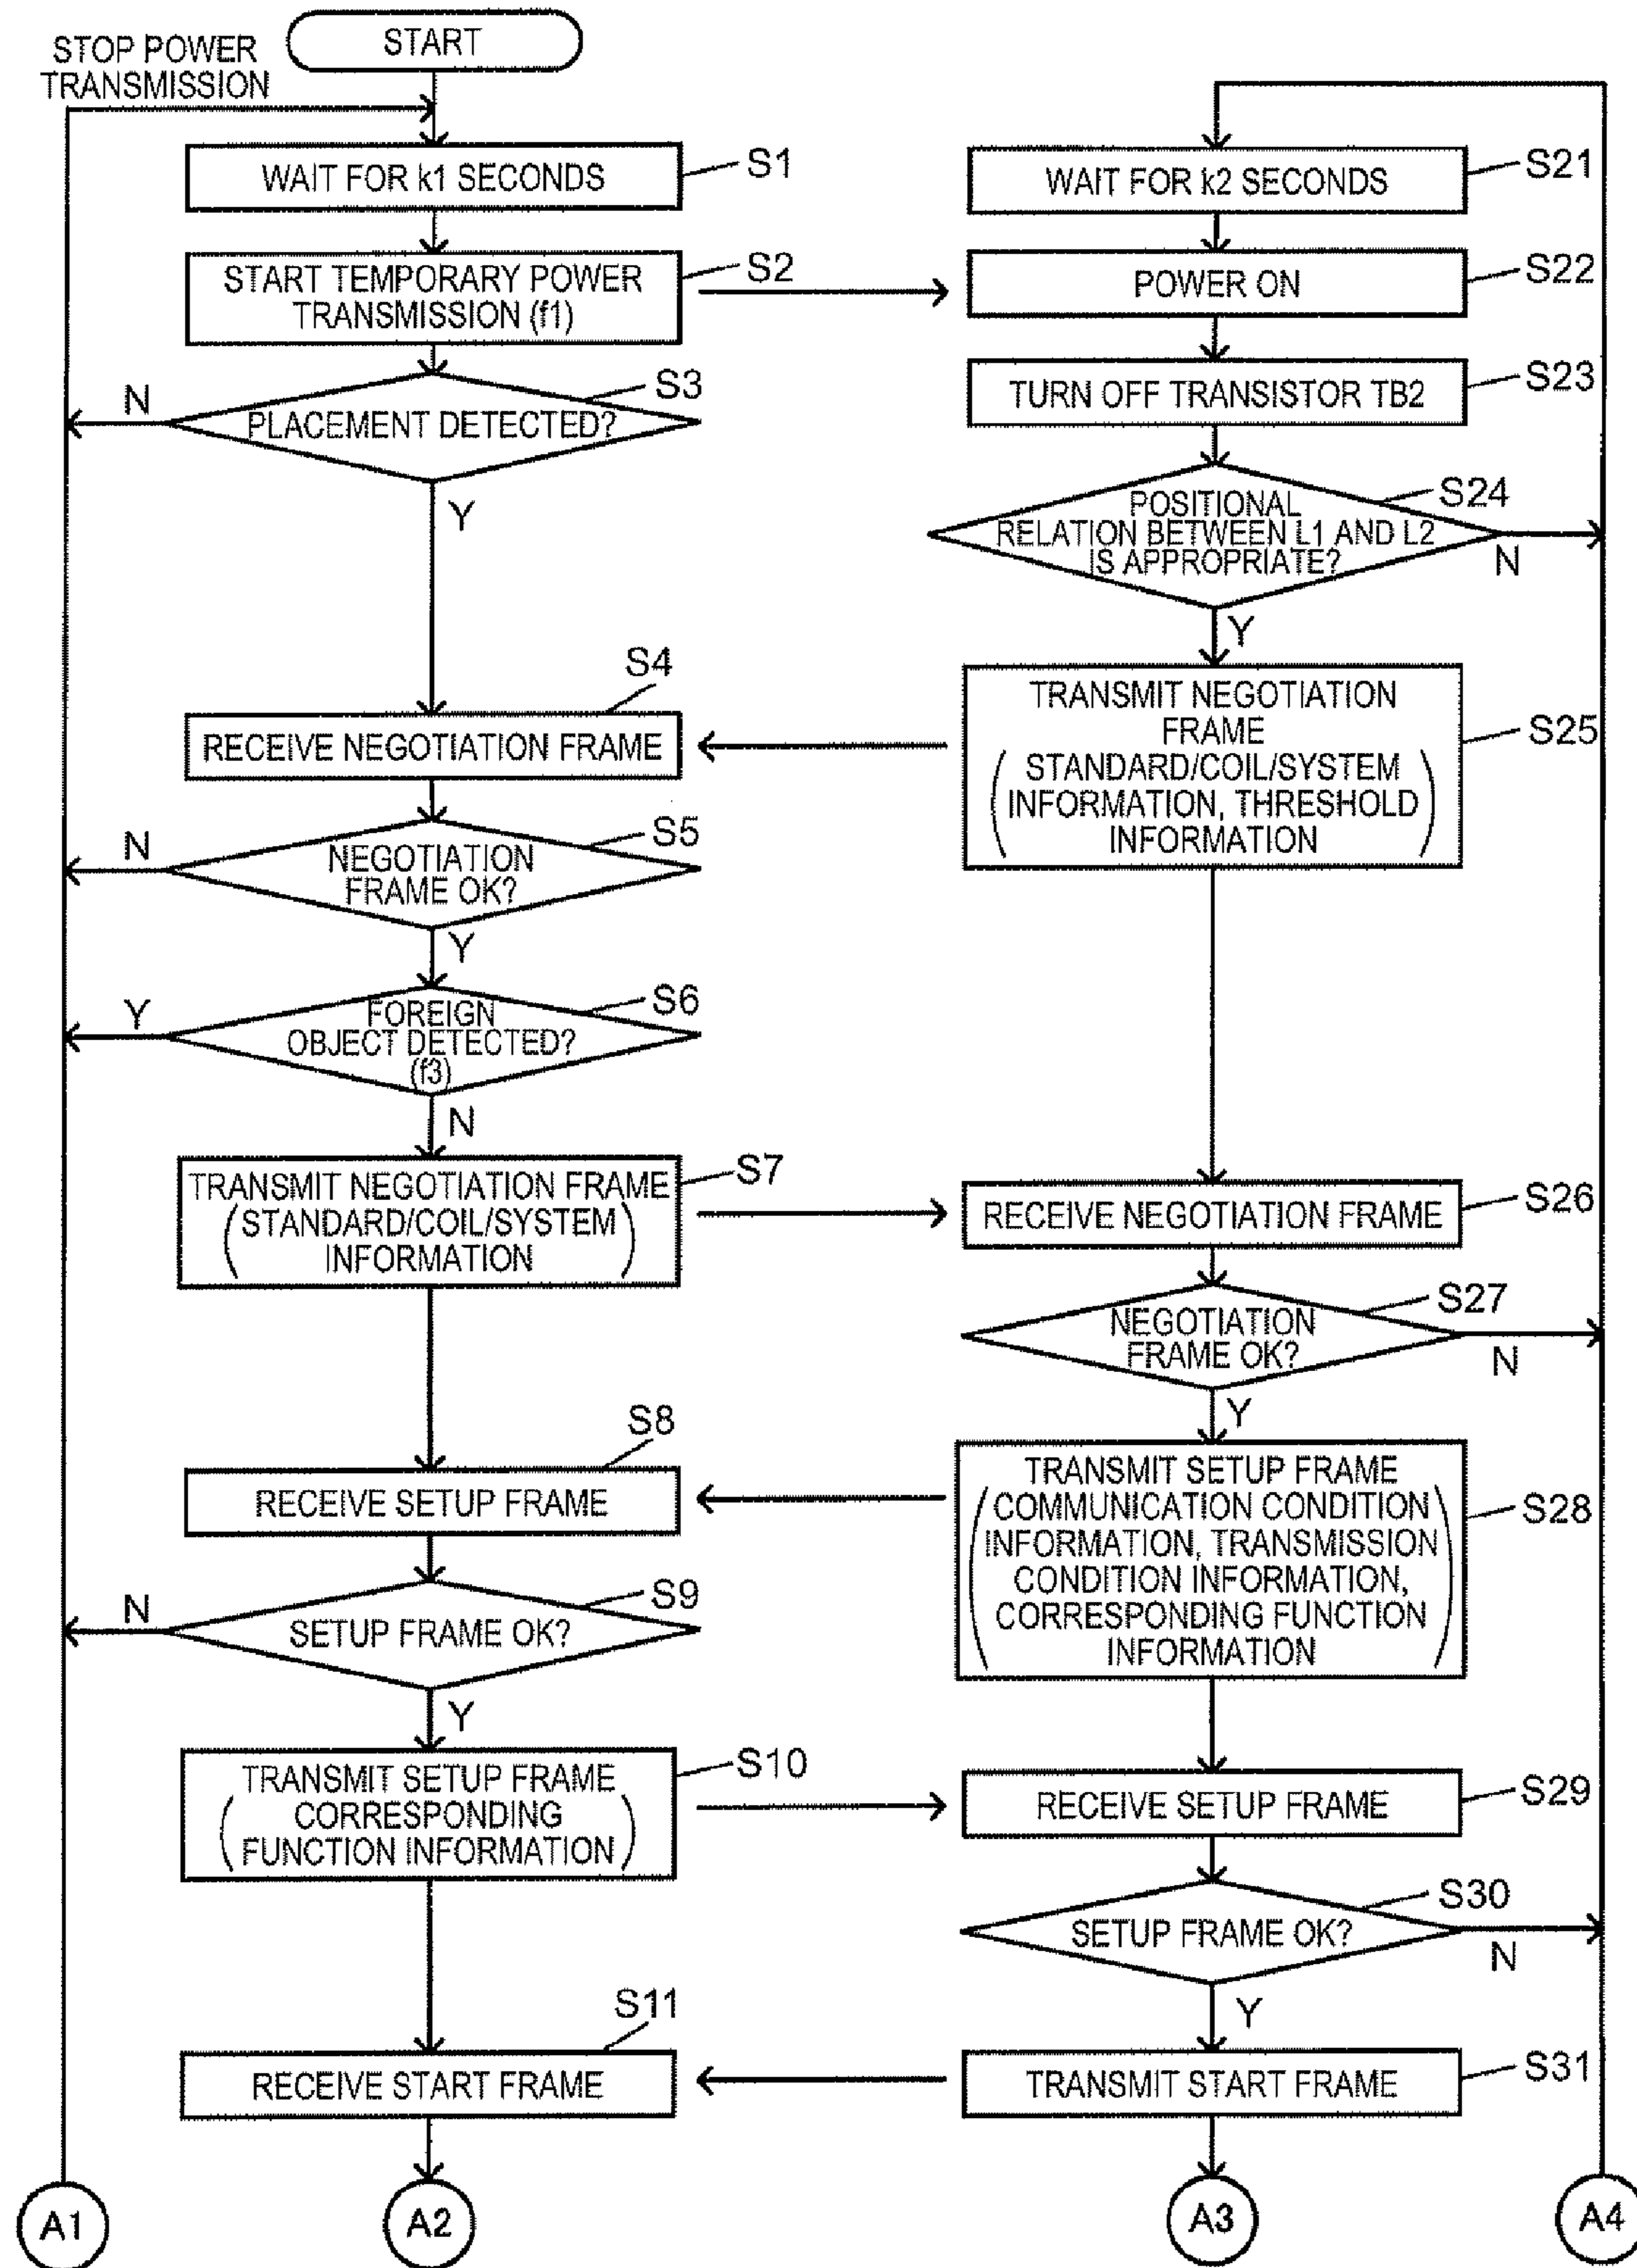 START
STOP POWER
TRANSMISSION
WAIT FOR k1 SECONDS
S1
START TEMPORARY POWER
TRANSMISSION (f1)
S2
PLACEMENT DETECTED?
S3
N
Y
RECEIVE NEGOTIATION FRAME
S4
NEGOTIATION
FRAME OK?
S5
N
Y
FOREIGN
OBJECT DETECTED?
(f3)
S6
Y
N
TRANSMIT NEGOTIATION FRAME
(STANDARD/COIL/SYSTEM
INFORMATION)
S7
RECEIVE SETUP FRAME
S8
SETUP FRAME OK?
S9
N
Y
TRANSMIT SETUP FRAME
(CORRESPONDING
FUNCTION INFORMATION)
S10
RECEIVE START FRAME
S11
A1
A2
WAIT FOR k2 SECONDS
S21
POWER ON
S22
TURN OFF TRANSISTOR TB2
S23
POSITIONAL
RELATION BETWEEN L1 AND L2
IS APPROPRIATE?
S24
N
Y
TRANSMIT NEGOTIATION
FRAME
(STANDARD/COIL/SYSTEM
INFORMATION, THRESHOLD
INFORMATION)
S25
RECEIVE NEGOTIATION FRAME
S26
NEGOTIATION
FRAME OK?
S27
N
Y
TRANSMIT SETUP FRAME
(COMMUNICATION CONDITION
INFORMATION, TRANSMISSION
CONDITION INFORMATION,
CORRESPONDING FUNCTION
INFORMATION)
S28
RECEIVE SETUP FRAME
S29
SETUP FRAME OK?
S30
N
Y
TRANSMIT START FRAME
S31
A3
A4